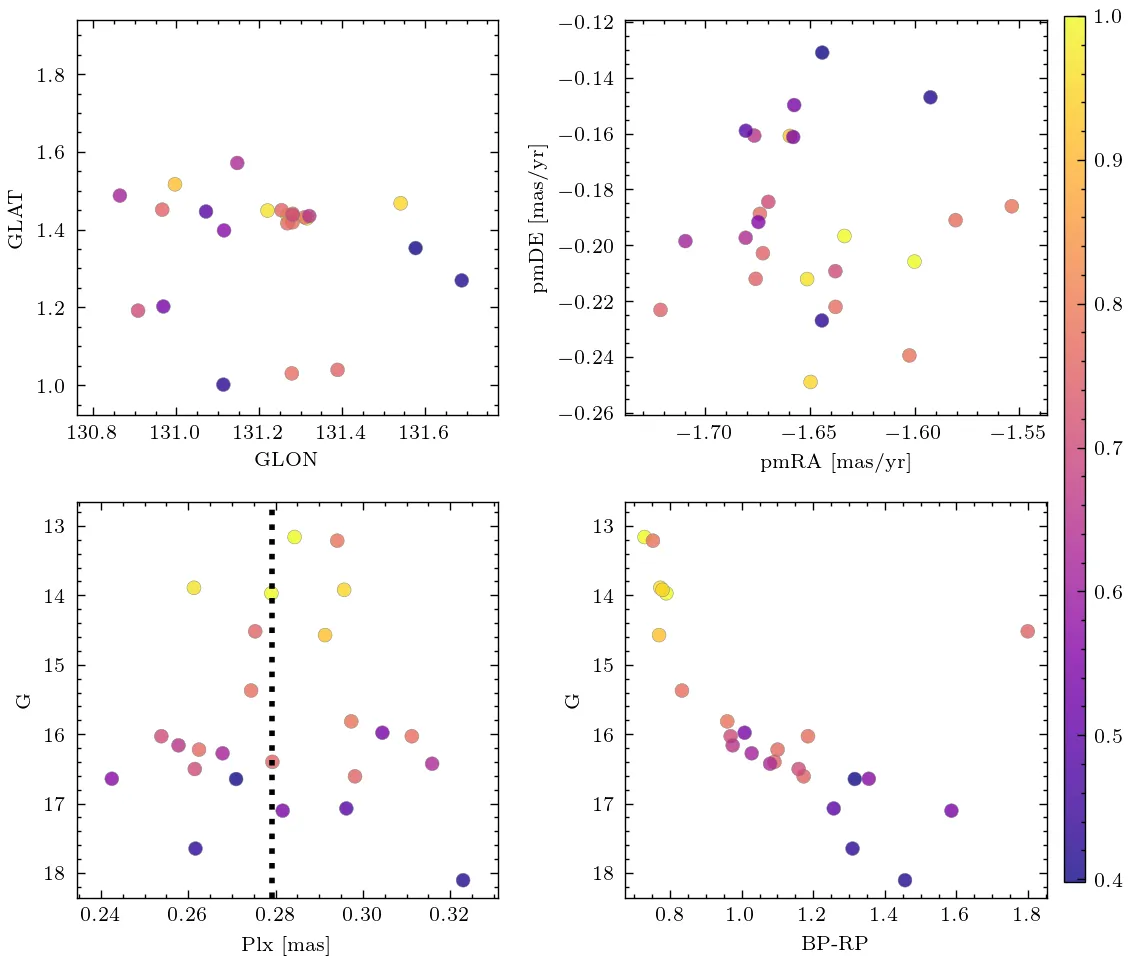 1.8
1.6
1.4
1.2
1.0
GLAT
130.8 131.0 131.2 131.4 131.6
GLON
−0.12
−0.14
−0.16
−0.18
−0.20
−0.22
−0.24
−0.26
pmDE [mas/yr]
−1.70 −1.65 −1.60 −1.55
pmRA [mas/yr]
13
14
15
16
17
18
G
0.24 0.26 0.28 0.30 0.32
Plx [mas]
13
14
15
16
17
18
G
0.8 1.0 1.2 1.4 1.6 1.8
BP-RP
1.0
0.9
0.8
0.7
0.6
0.5
0.4